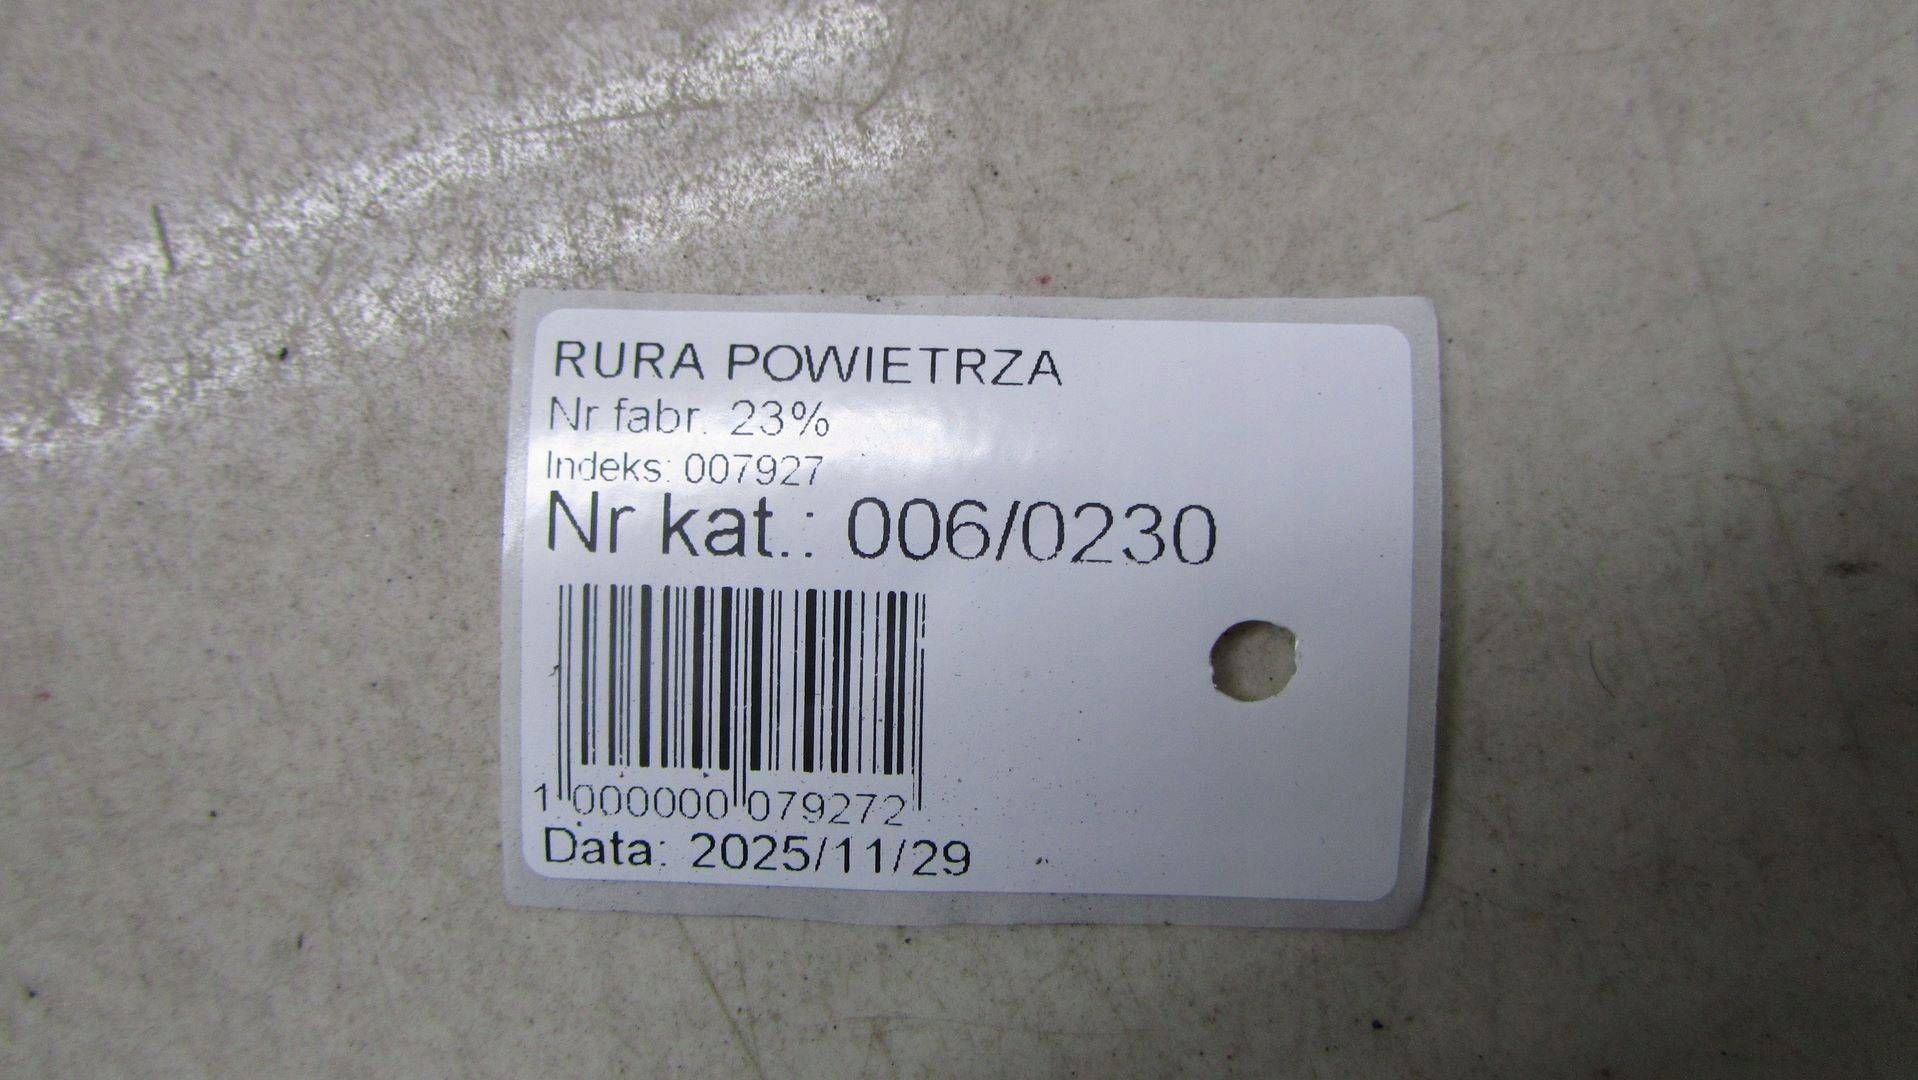 RURA POWIETRZA
Nr fabr. 23%
Indeks: 007927
Nr kat.: 006/0230
1 000000 079272
Data: 2025/11/29